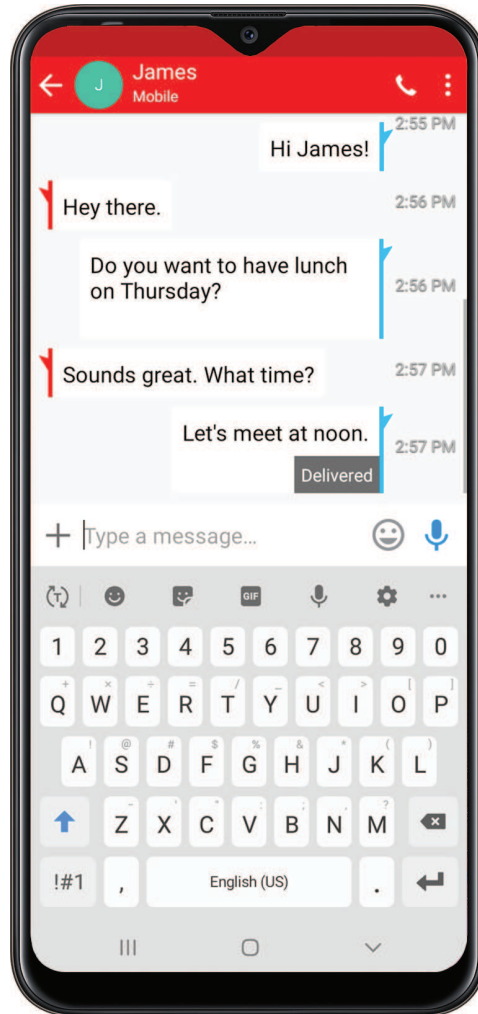 J
James
Mobile
2:55 PM
Hi James!
Hey there.
2:56 PM
Do you want to have lunch
on Thursday?
2:56 PM
Sounds great. What time?
2:57 PM
Let's meet at noon.
2:57 PM
Delivered
Type a message...
T
GIF
1 2 3 4 5 6 7 8 9 0
+ × ÷ = / _ < > [ ]
Q W E R T Y U I O P
! @ # $ % & * ( )
A S D F G H J K L
- ' " : ; , ?
Z X C V B N M
!#1 , English (US) .